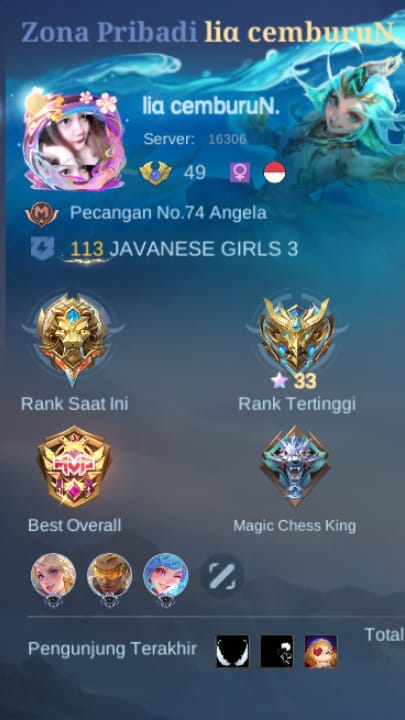 Zona Pribadi liα cemburuN
liα cemburuN.
Server: 16306
49
M
Pecangan No.74 Angela
113 JAVANESE GIRLS 3
33
Rank Saat Ini
Rank Tertinggi
MVP
Best Overall
Magic Chess King
Total
Pengunjung Terakhir